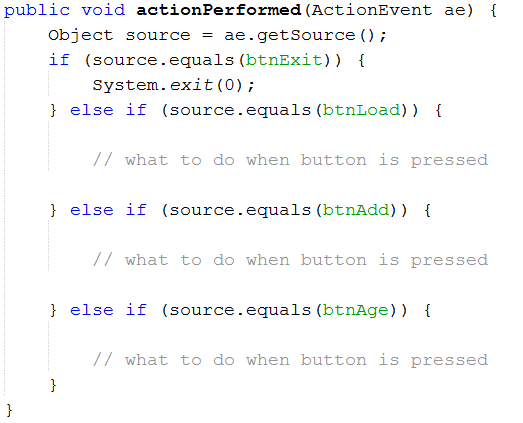 public void actionPerformed(ActionEvent ae) {
    Object source = ae.getSource();
    if (source.equals(btnExit)) {
        System.exit(0);
    } else if (source.equals(btnLoad)) {
        // what to do when button is pressed
    } else if (source.equals(btnAdd)) {
        // what to do when button is pressed
    } else if (source.equals(btnAge)) {
        // what to do when button is pressed
    }
}